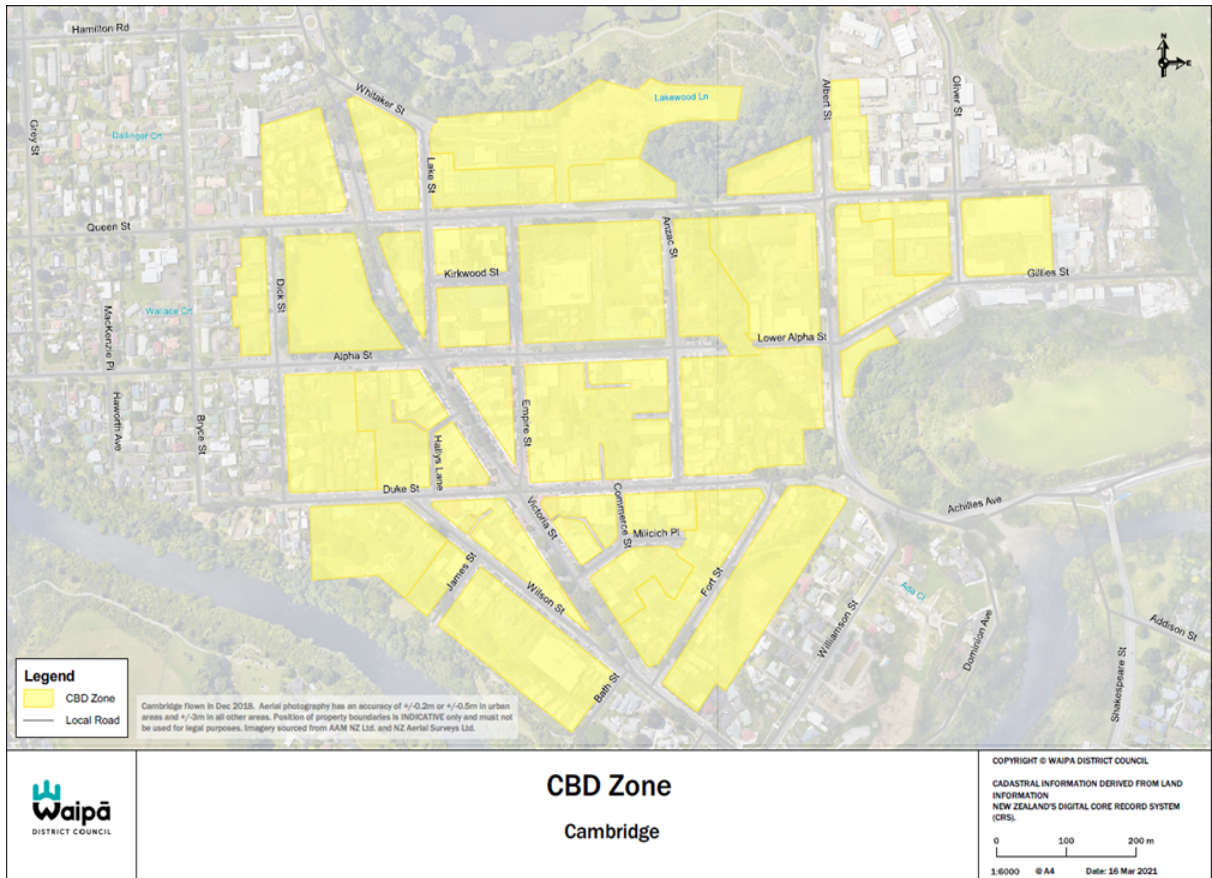 Hamilton Rd
N
E
Whitaker St
Lakewood Ln
Albert St
Oliver St
Grey St
Dallinger Crt
Lake St
Queen St
Anzac St
Kirkwood St
Gillies St
Dick St
MacKenzie Pl
Wallace Crt
Lower Alpha St
Alpha St
Haworth Ave
Bryce St
Empire St
Hallys Lane
Duke St
Victoria St
Commerce St
Milicich Pl
Achilles Ave
James St
Wilson St
Fort St
Ada Cl
Williamson St
Dominion Ave
Addison St
Shakespeare St
Bath St
Legend
CBD Zone
Local Road
Cambridge flown in Dec 2018. Aerial photography has an accuracy of +/-0.2m or +/-0.5m in urban
areas and +/-3m in all other areas. Position of property boundaries is INDICATIVE only and must not
be used for legal purposes. Imagery sourced from AAM NZ Ltd. and NZ Aerial Surveys Ltd.
Waipā
DISTRICT COUNCIL
CBD Zone
Cambridge
COPYRIGHT © WAIPA DISTRICT COUNCIL
CADASTRAL INFORMATION DERIVED FROM LAND
INFORMATION
NEW ZEALAND'S DIGITAL CORE RECORD SYSTEM
(CRS).
0 100 200 m
1:6000 @ A4 Date: 16 Mar 2021